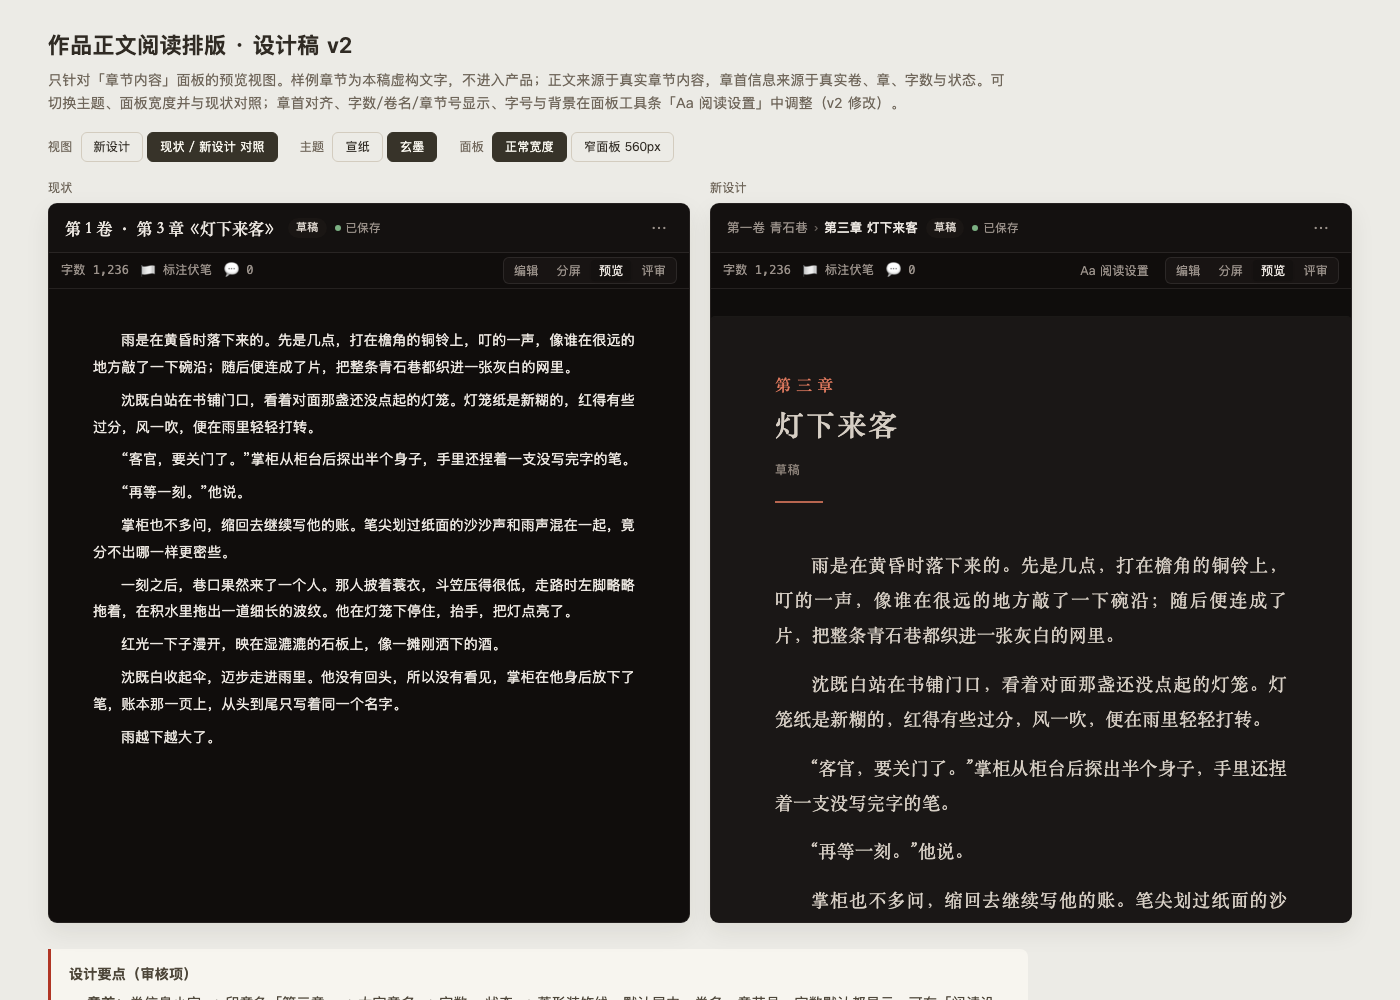 作品正文阅读排版 · 设计稿 v2
只针对「章节内容」面板的预览视图。样例章节为本稿虚构文字，不进入产品；正文来源于真实章节内容，章首信息来源于真实卷、章、字数与状态。可
切换主题、面板宽度并与现状对照；章首对齐、字数/卷名/章节号显示、字号与背景在面板工具条「Aa 阅读设置」中调整（v2 修改）。
视图 新设计 现状 / 新设计 对照 主题 宣纸 玄墨 面板 正常宽度 窄面板 560px
现状
第 1 卷 · 第 3 章《灯下来客》 草稿 已保存 ···
字数 1,236 标注伏笔 0 编辑 分屏 预览 评审
雨是在黄昏时落下来的。先是几点，打在檐角的铜铃上，叮的一声，像谁在很远的
地方敲了一下碗沿；随后便连成了片，把整条青石巷都织进一张灰白的网里。
沈既白站在书铺门口，看着对面那盏还没点起的灯笼。灯笼纸是新糊的，红得有些
过分，风一吹，便在雨里轻轻打转。
“客官，要关门了。”掌柜从柜台后探出半个身子，手里还捏着一支没写完字的笔。
“再等一刻。”他说。
掌柜也不多问，缩回去继续写他的账。笔尖划过纸面的沙沙声和雨声混在一起，竟
分不出哪一样更密些。
一刻之后，巷口果然来了一个人。那人披着蓑衣，斗笠压得很低，走路时左脚略略
拖着，在积水里拖出一道细长的波纹。他在灯笼下停住，抬手，把灯点亮了。
红光一下子漫开，映在湿漉漉的石板上，像一摊刚洒下的酒。
沈既白收起伞，迈步走进雨里。他没有回头，所以没有看见，掌柜在他身后放下了
笔，账本那一页上，从头到尾只写着同一个名字。
雨越下越大了。
新设计
第一卷 青石巷 › 第三章 灯下来客 草稿 已保存 ···
字数 1,236 标注伏笔 0 Aa 阅读设置 编辑 分屏 预览 评审
第三章
灯下来客
草稿
雨是在黄昏时落下来的。先是几点，打在檐角的铜铃上，
叮的一声，像谁在很远的地方敲了一下碗沿；随后便连成了
片，把整条青石巷都织进一张灰白的网里。
沈既白站在书铺门口，看着对面那盏还没点起的灯笼。灯
笼纸是新糊的，红得有些过分，风一吹，便在雨里轻轻打转。
“客官，要关门了。”掌柜从柜台后探出半个身子，手里还捏
着一支没写完字的笔。
“再等一刻。”他说。
掌柜也不多问，缩回去继续写他的账。笔尖划过纸面的沙
设计要点（审核项）